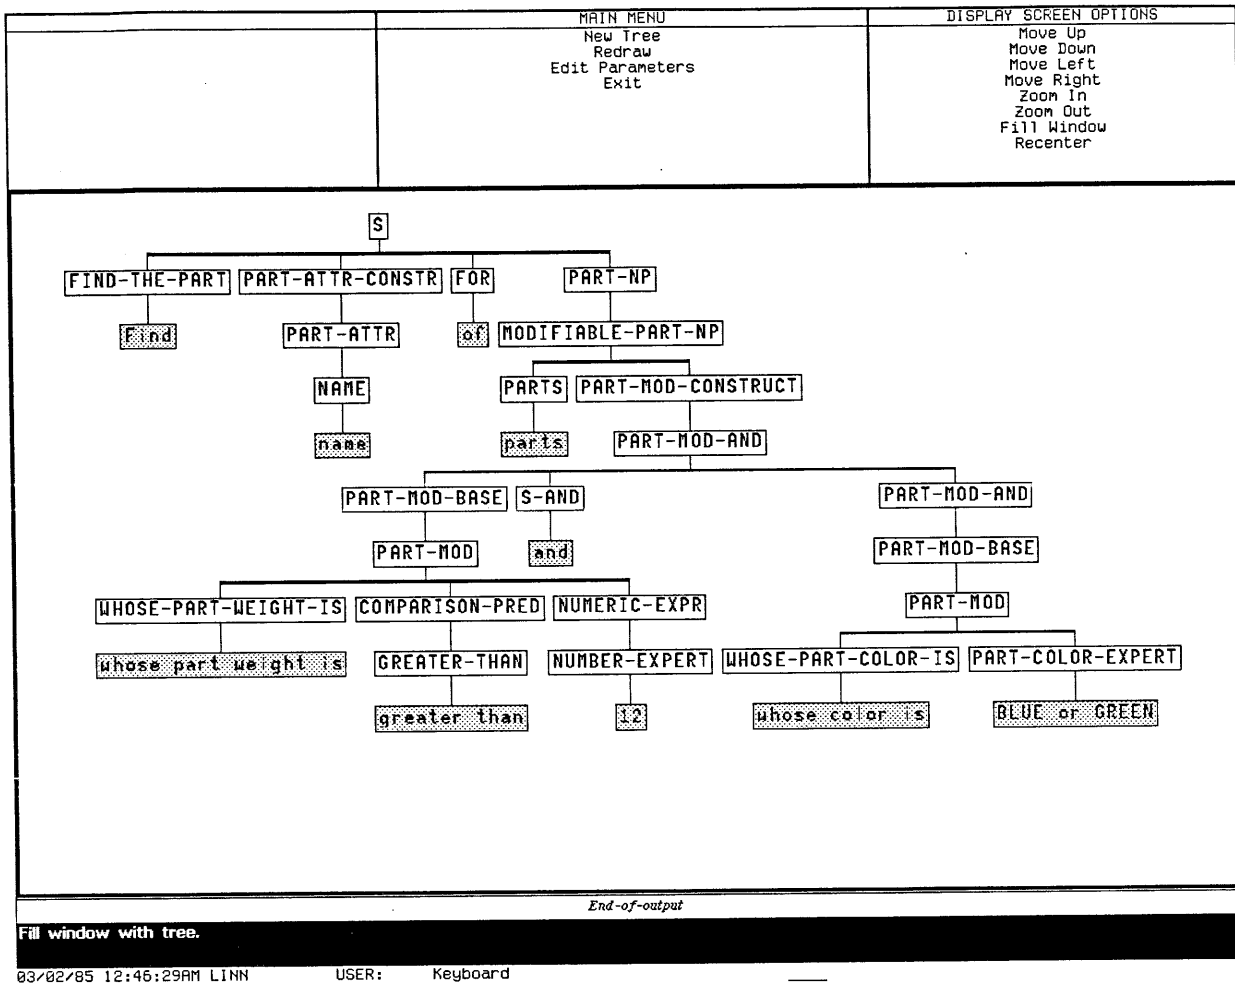 MAIN MENU
New Tree
Redraw
Edit Parameters
Exit
DISPLAY SCREEN OPTIONS
Move Up
Move Down
Move Left
Move Right
Zoom In
Zoom Out
Fill Window
Recenter
S
FIND-THE-PART PART-ATTR-CONSTR FOR PART-NP
Find PART-ATTR of MODIFIABLE-PART-NP
NAME PARTS PART-MOD-CONSTRUCT
name parts PART-MOD-AND
PART-MOD-BASE S-AND PART-MOD-AND
PART-MOD and PART-MOD-BASE
WHOSE-PART-WEIGHT-IS COMPARISON-PRED NUMERIC-EXPR PART-MOD
whose part weight is GREATER-THAN NUMBER-EXPERT WHOSE-PART-COLOR-IS PART-COLOR-EXPERT
greater than 12 whose color is BLUE or GREEN
End-of-output
Fill window with tree.
03/02/85 12:46:29AM LINN USER: Keyboard